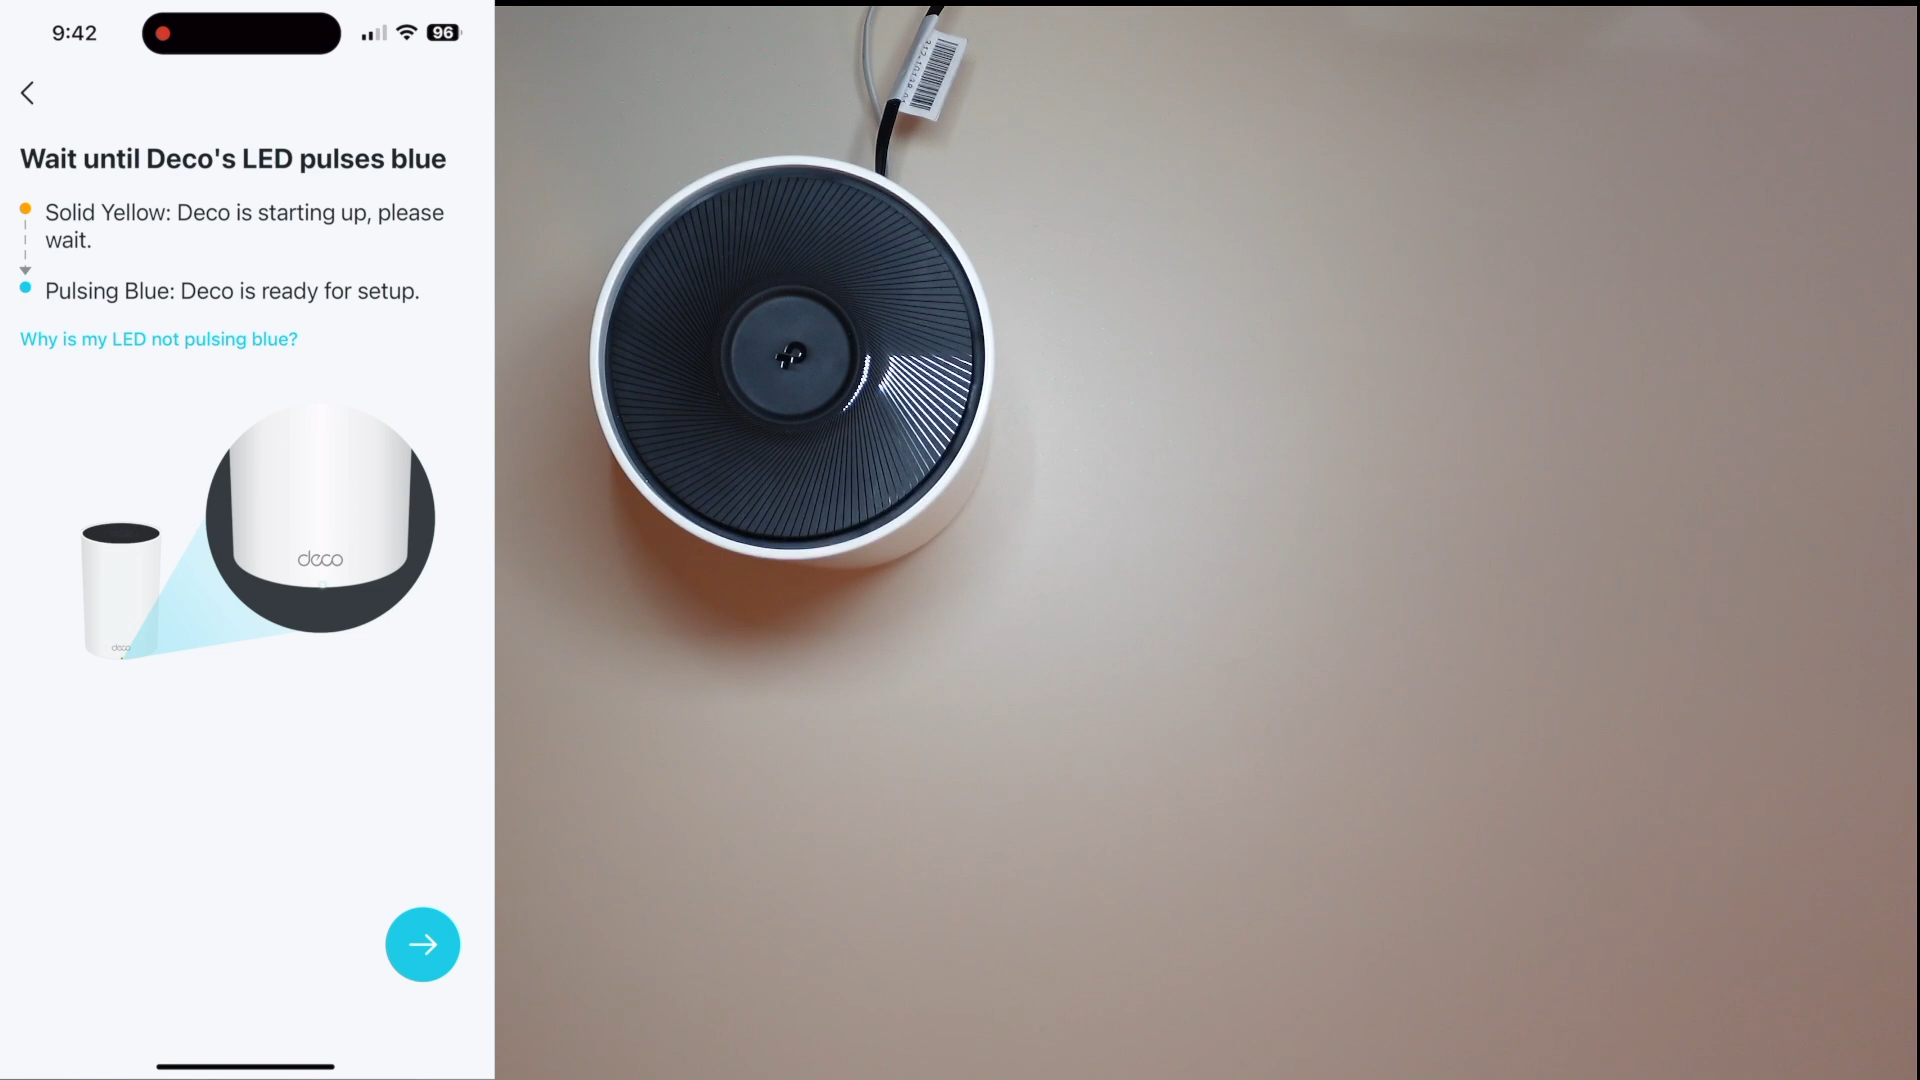 9:42
96
Wait until Deco's LED pulses blue
Solid Yellow: Deco is starting up, please
wait.
Pulsing Blue: Deco is ready for setup.
Why is my LED not pulsing blue?
deco
deco